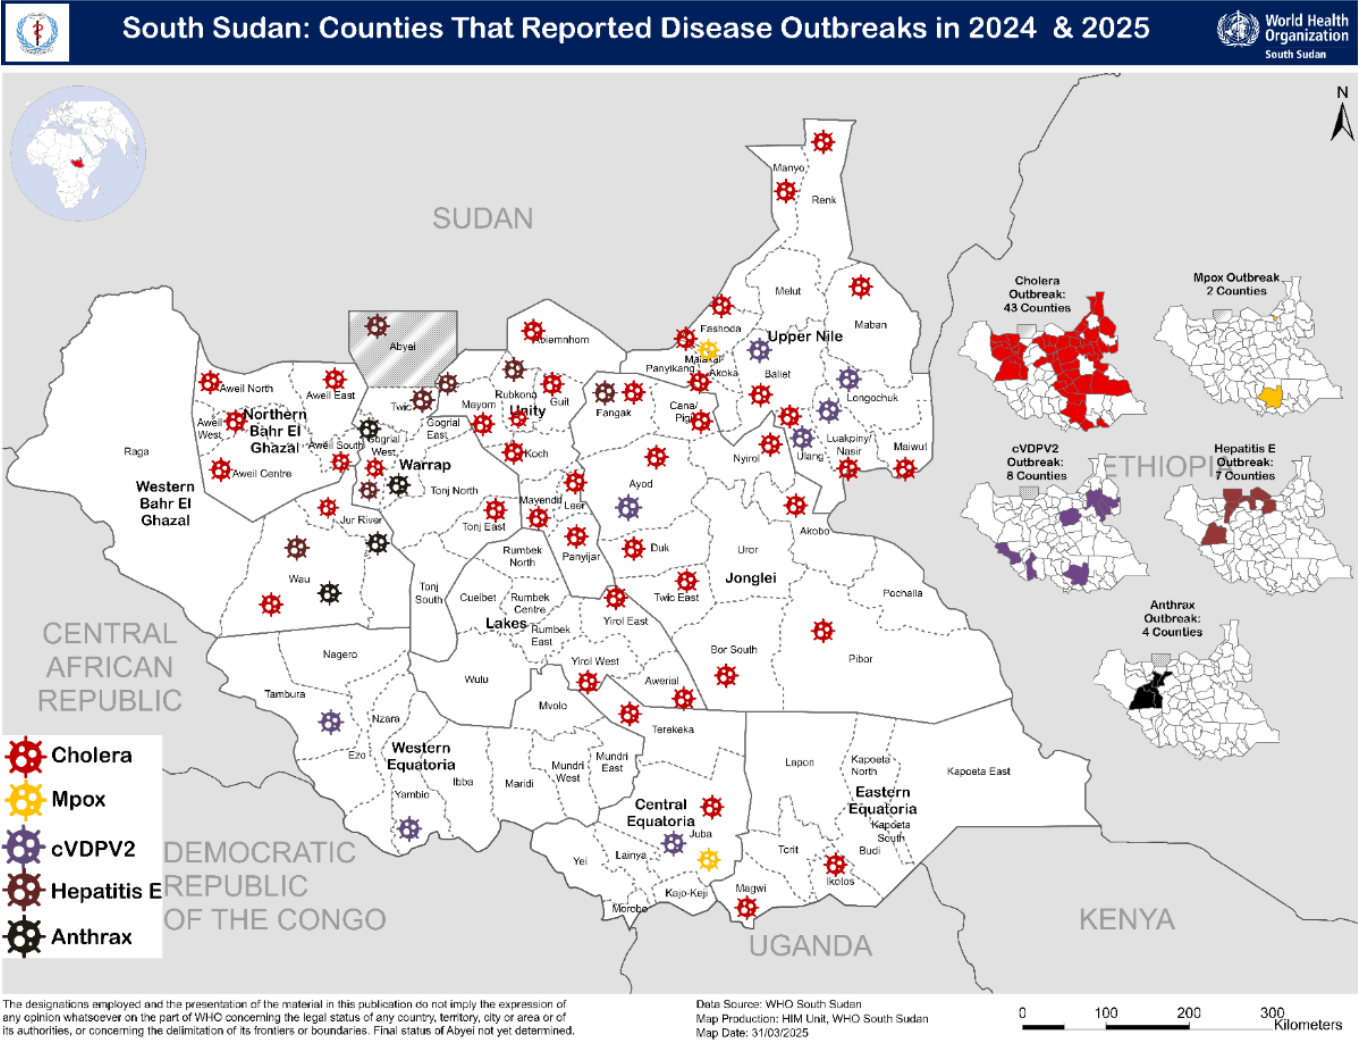 South Sudan: Counties That Reported Disease Outbreaks in 2024 & 2025
World Health
Organization
South Sudan
N
SUDAN
ETHIOPIA
KENYA
UGANDA
DEMOCRATIC
REPUBLIC
OF THE CONGO
CENTRAL
AFRICAN
REPUBLIC
Manyo
Renk
Melut
Maban
Fashoda
Upper Nile
Malakal
Panyikang
Akoka
Baliet
Longochuk
Cana/
Pigi
Nyirol
Ulang
Luakpiny/
Nasir
Maiwut
Abyei
Abiemnhom
Twic
Mayom
Rubkona
Unity
Guit
Fangak
Koch
Mayendit
Leer
Panyijar
Aweil North
Aweil East
Aweil
West
Northern
Bahr El
Ghazal
Aweil South
Aweil Centre
Gogrial
West
Gogrial
East
Warrap
Tonj North
Tonj East
Tonj
South
Raga
Western
Bahr El
Ghazal
Jur River
Wau
Ayod
Duk
Twic East
Uror
Akobo
Jonglei
Pochalla
Pibor
Bor South
Rumbek
North
Cueibet
Rumbek
Centre
Lakes
Rumbek
East
Yirol East
Yirol West
Awerial
Wulu
Nagero
Tambura
Nzara
Ezo
Western
Equatoria
Yambio
Ibba
Maridi
Mvolo
Mundri
West
Mundri
East
Terekeka
Central
Equatoria
Juba
Yei
Lainya
Kajo-Keji
Morobo
Lapon
Kapoeta
North
Kapoeta East
Eastern
Equatoria
Kapoeta
South
Budi
Torit
Ikotos
Magwi
Cholera
Outbreak:
43 Counties
Mpox Outbreak
2 Counties
cVDPV2
Outbreak:
8 Counties
Hepatitis E
Outbreak:
7 Counties
Anthrax
Outbreak:
4 Counties
Cholera
Mpox
cVDPV2
Hepatitis E
Anthrax
The designations employed and the presentation of the material in this publication do not imply the expression of
any opinion whatsoever on the part of WHO concerning the legal status of any country, territory, city or area or of
its authorities, or concerning the delimitation of its frontiers or boundaries. Final status of Abyei not yet determined.
Data Source: WHO South Sudan
Map Production: HIM Unit, WHO South Sudan
Map Date: 31/03/2025
0 100 200 300
Kilometers